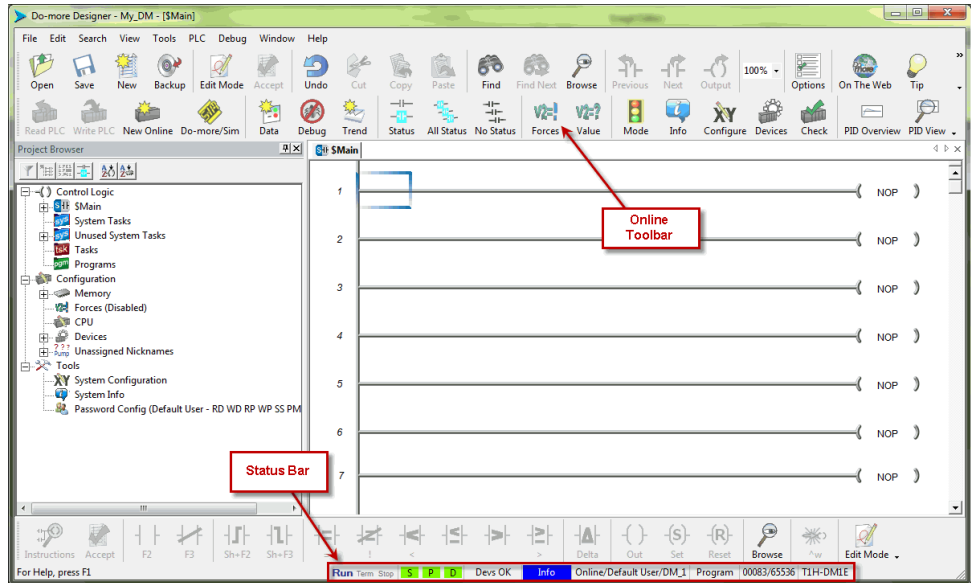 Do-more Designer - My_DM - [$Main]
File Edit Search View Tools PLC Debug Window Help
Open Save New Backup Edit Mode Accept Undo Cut Copy Paste Find Find Next Browse Previous Next Output 100% Options On The Web Tip
Read PLC Write PLC New Online Do-more/Sim Data Debug Trend Status All Status No Status Forces Value Mode Info Configure Devices Check PID Overview PID View
Project Browser
$Main
Control Logic
$Main
System Tasks
Unused System Tasks
Tasks
Programs
Configuration
Memory
Forces (Disabled)
CPU
Devices
Unassigned Nicknames
Tools
System Configuration
System Info
Password Config (Default User - RD WD RP WP SS PM
1 NOP
Online
Toolbar
2 NOP
3 NOP
4 NOP
5 NOP
6 NOP
Status Bar
7 NOP
Instructions Accept F2 F3 Sh+F2 Sh+F3 = ! < > Delta Out Set Reset Browse ^w Edit Mode
For Help, press F1
Run Term Stop S P D Devs OK Info Online/Default User/DM_1 Program 00083/65536 T1H-DM1E